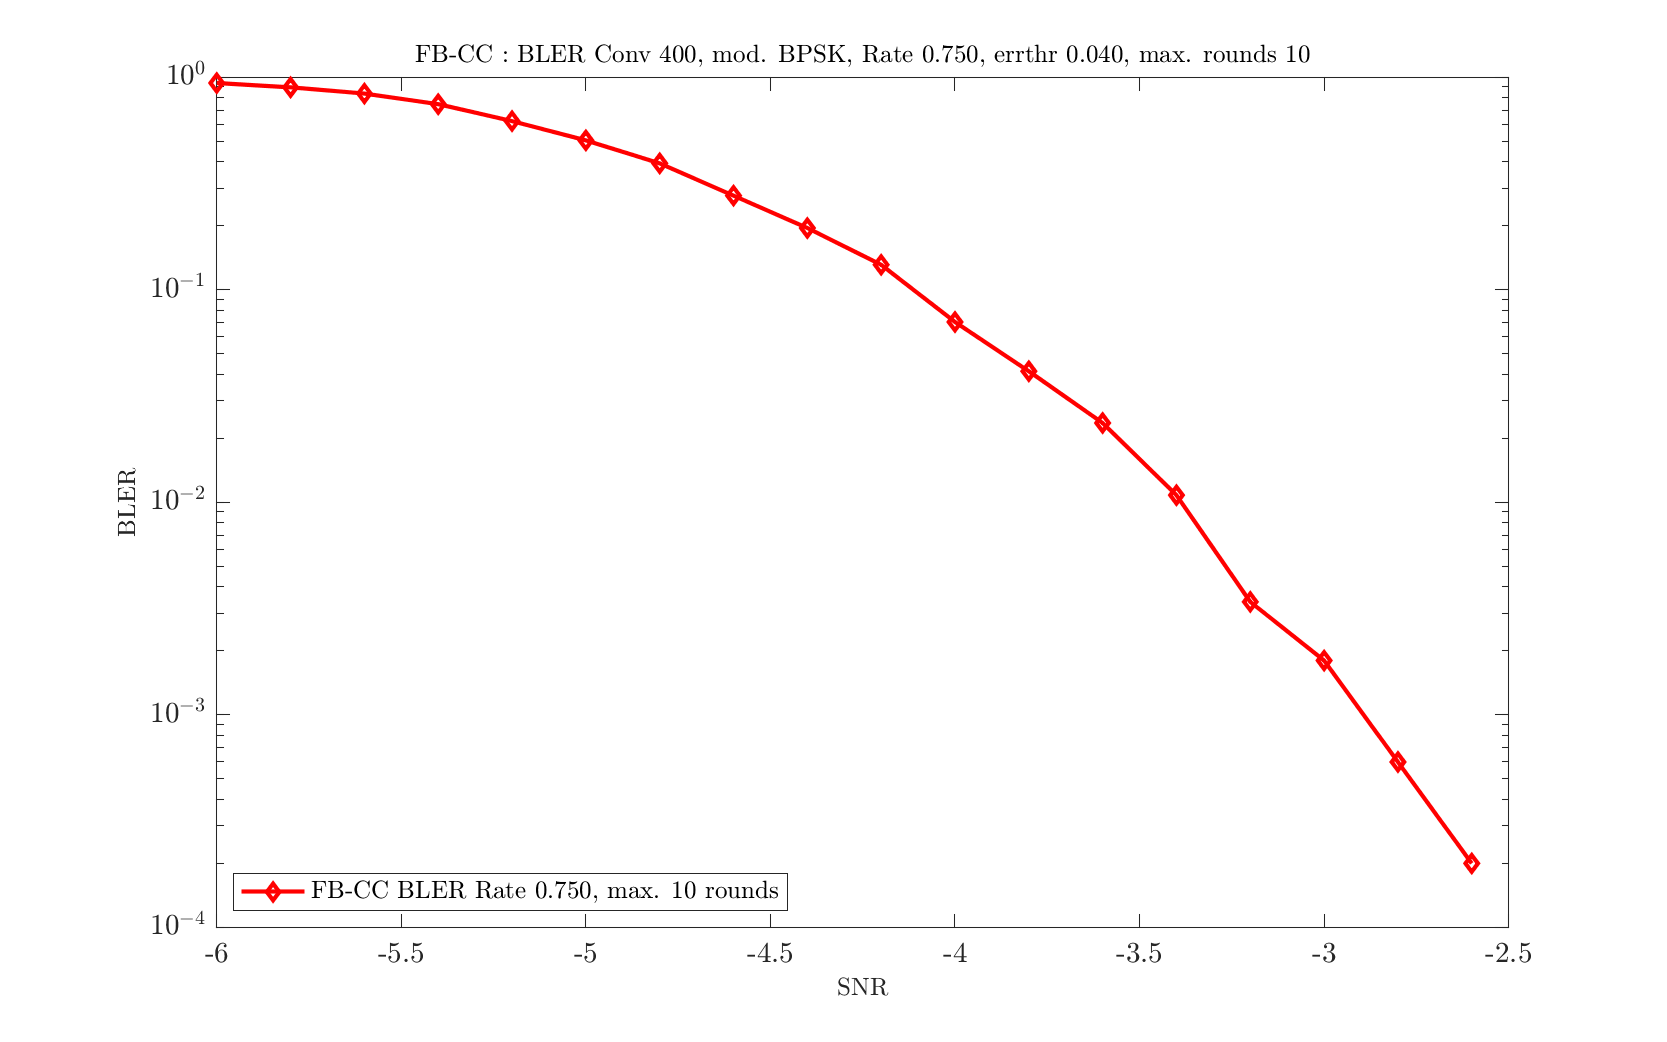 FB-CC : BLER Conv 400, mod. BPSK, Rate 0.750, errthr 0.040, max. rounds 10
10⁰
10⁻¹
10⁻²
10⁻³
10⁻⁴
BLER
FB-CC BLER Rate 0.750, max. 10 rounds
-6 -5.5 -5 -4.5 -4 -3.5 -3 -2.5
SNR